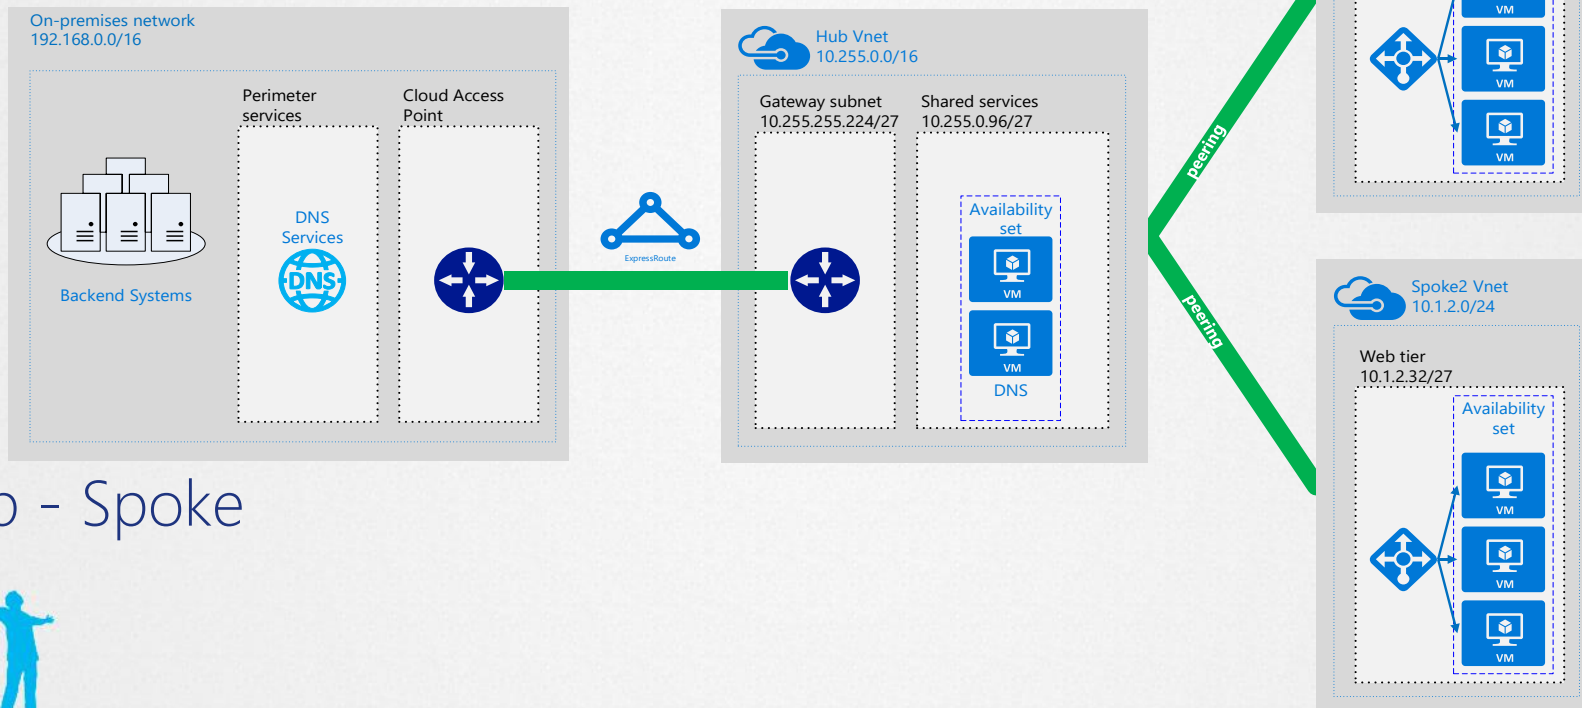 On-premises network
192.168.0.0/16
Perimeter
services
Cloud Access
Point
DNS
Services
DNS
Backend Systems
ExpressRoute
Hub Vnet
10.255.0.0/16
Gateway subnet
10.255.255.224/27
Shared services
10.255.0.96/27
Availability
set
VM
VM
DNS
peering
peering
VM
VM
VM
Spoke2 Vnet
10.1.2.0/24
Web tier
10.1.2.32/27
Availability
set
VM
VM
VM
- Spoke